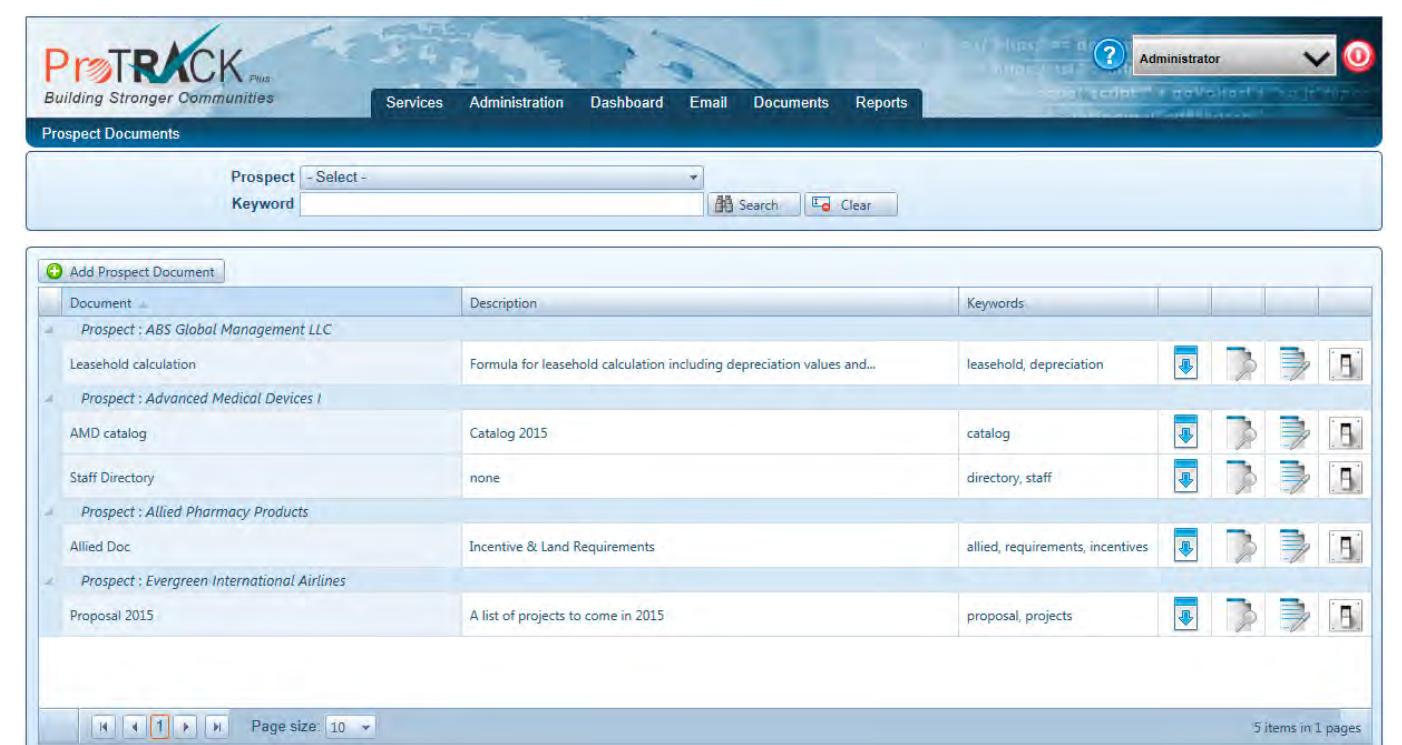 ProTRACK Plus
Building Stronger Communities
Administrator
Services Administration Dashboard Email Documents Reports
Prospect Documents
Prospect - Select -
Keyword Search Clear
Add Prospect Document
Document Description Keywords
Prospect : ABS Global Management LLC
Leasehold calculation Formula for leasehold calculation including depreciation values and... leasehold, depreciation
Prospect : Advanced Medical Devices I
AMD catalog Catalog 2015 catalog
Staff Directory none directory, staff
Prospect : Allied Pharmacy Products
Allied Doc Incentive & Land Requirements allied, requirements, incentives
Prospect : Evergreen International Airlines
Proposal 2015 A list of projects to come in 2015 proposal, projects
1 Page size: 10 5 items in 1 pages